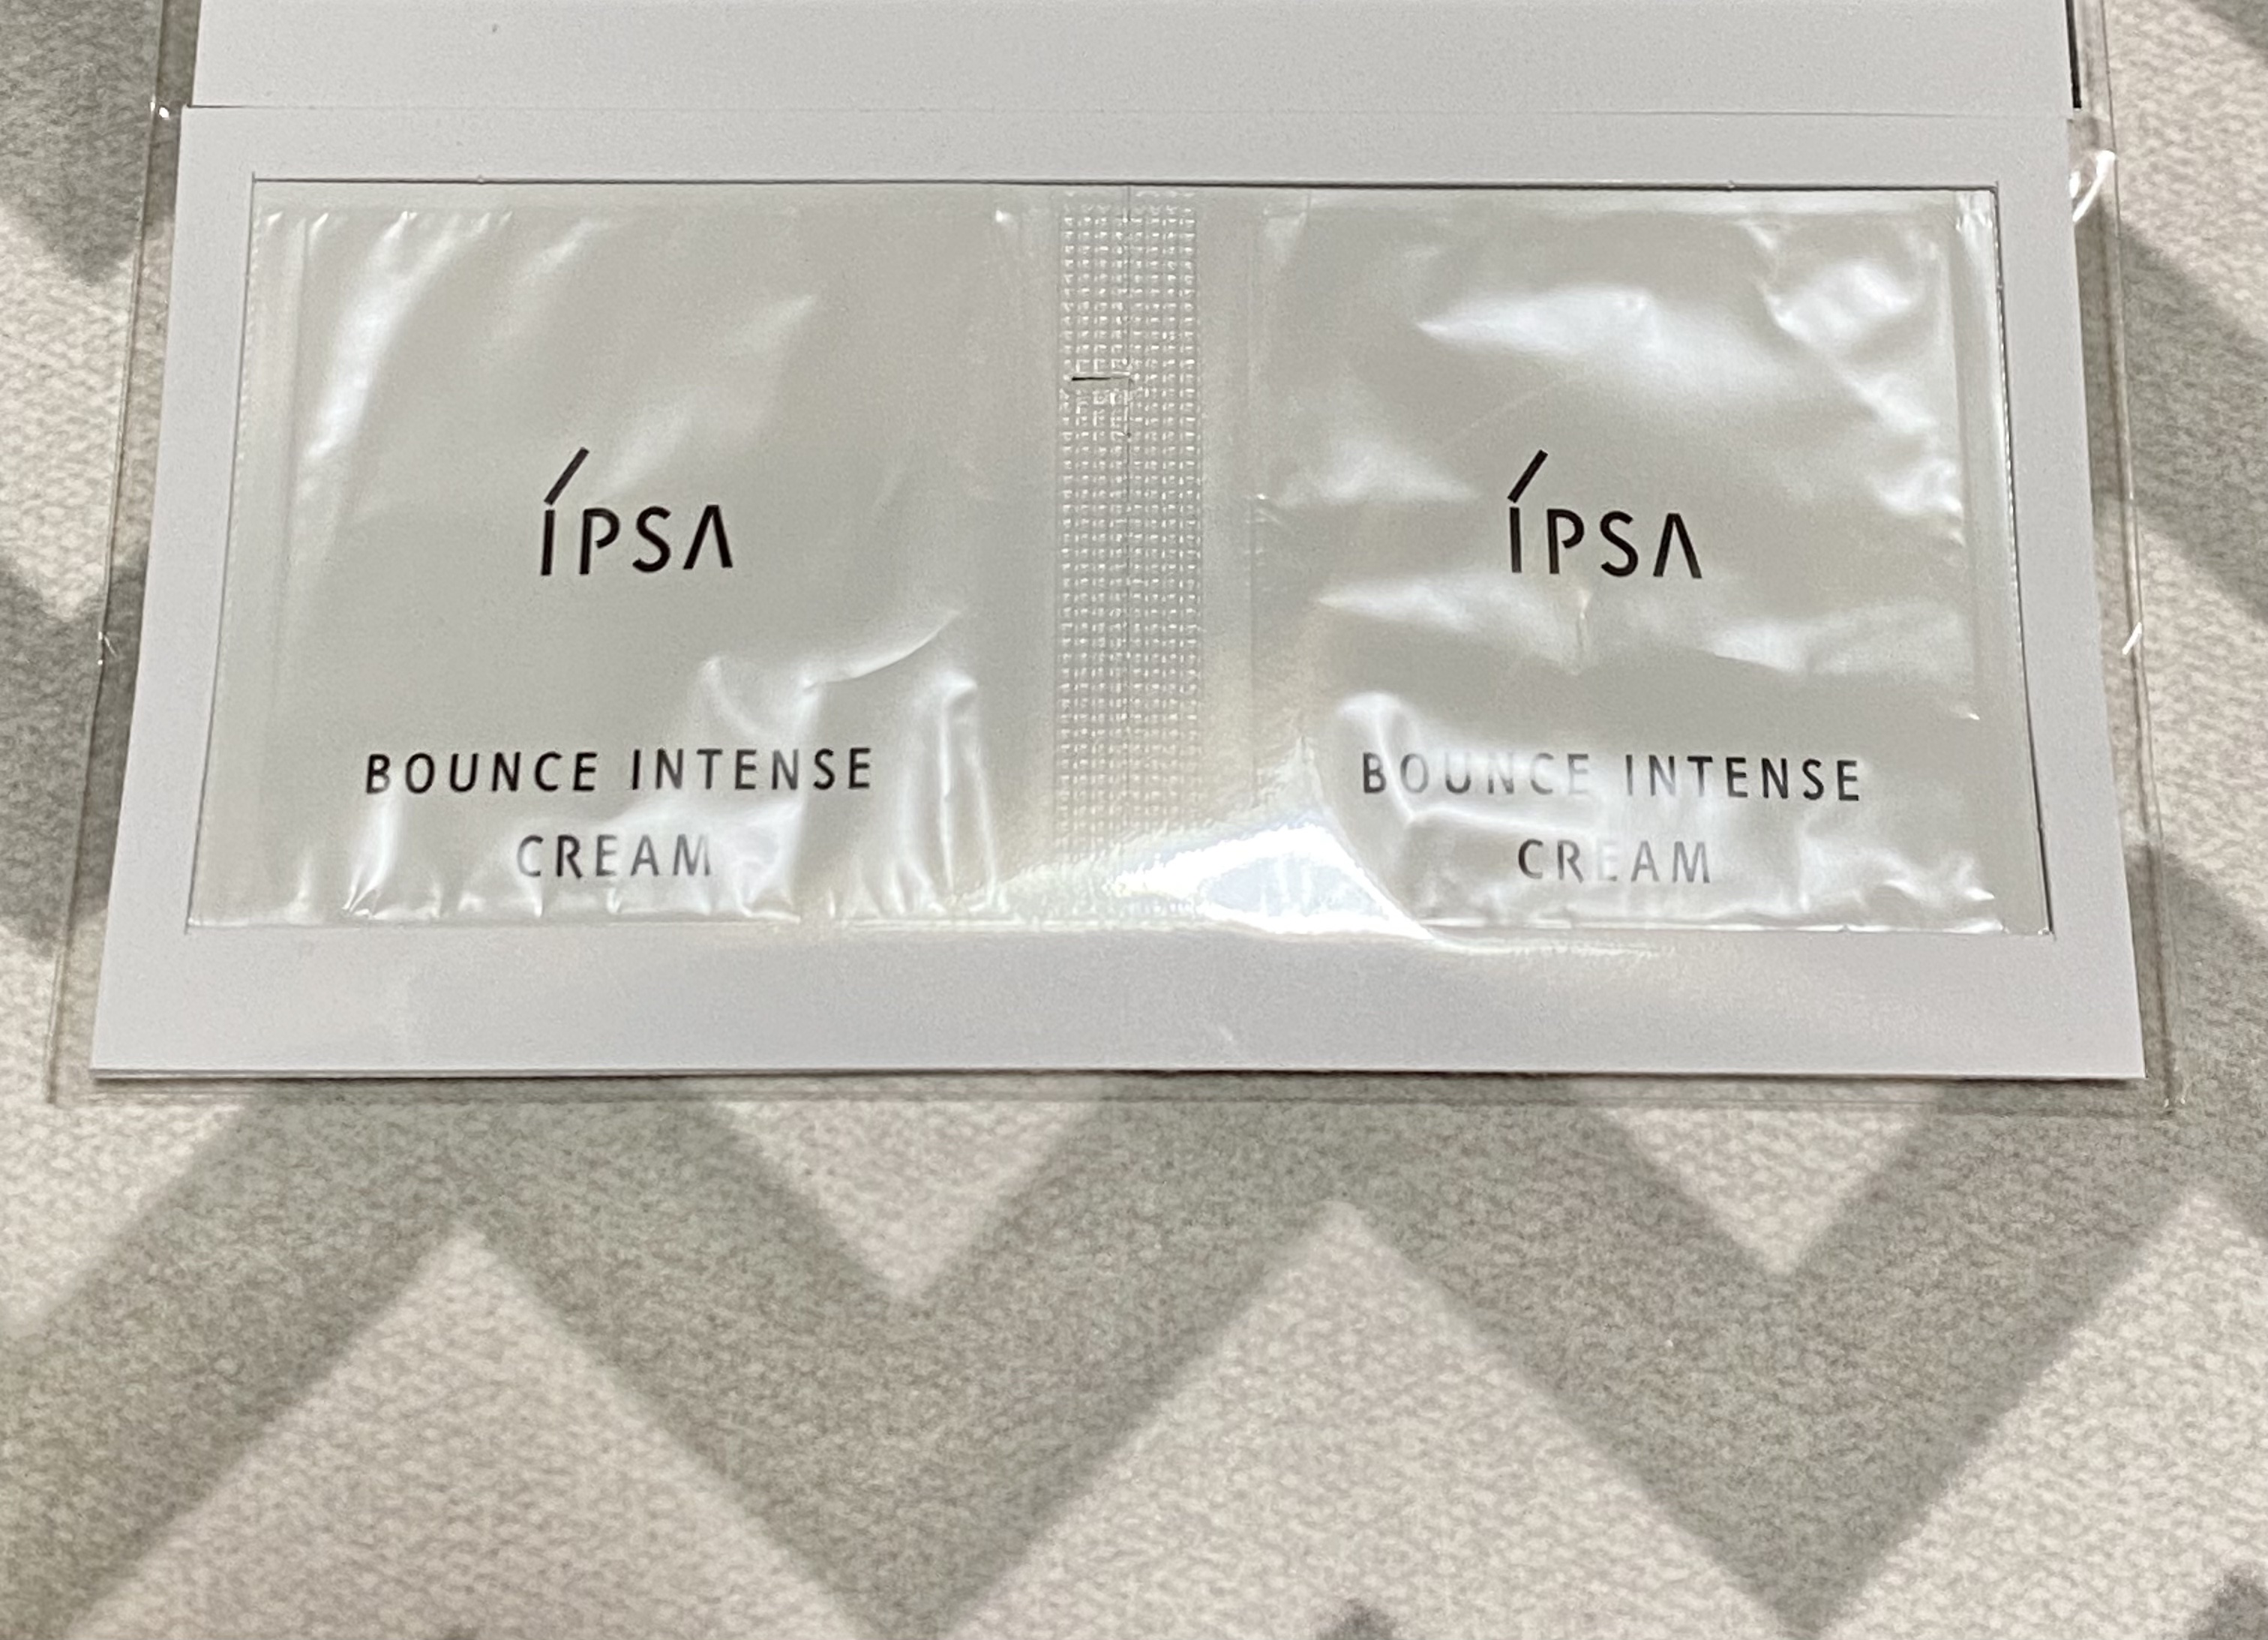 ÍPSA
BOUNCE INTENSE
CREAM
ÍPSA
BOUNCE INTENSE
CREAM